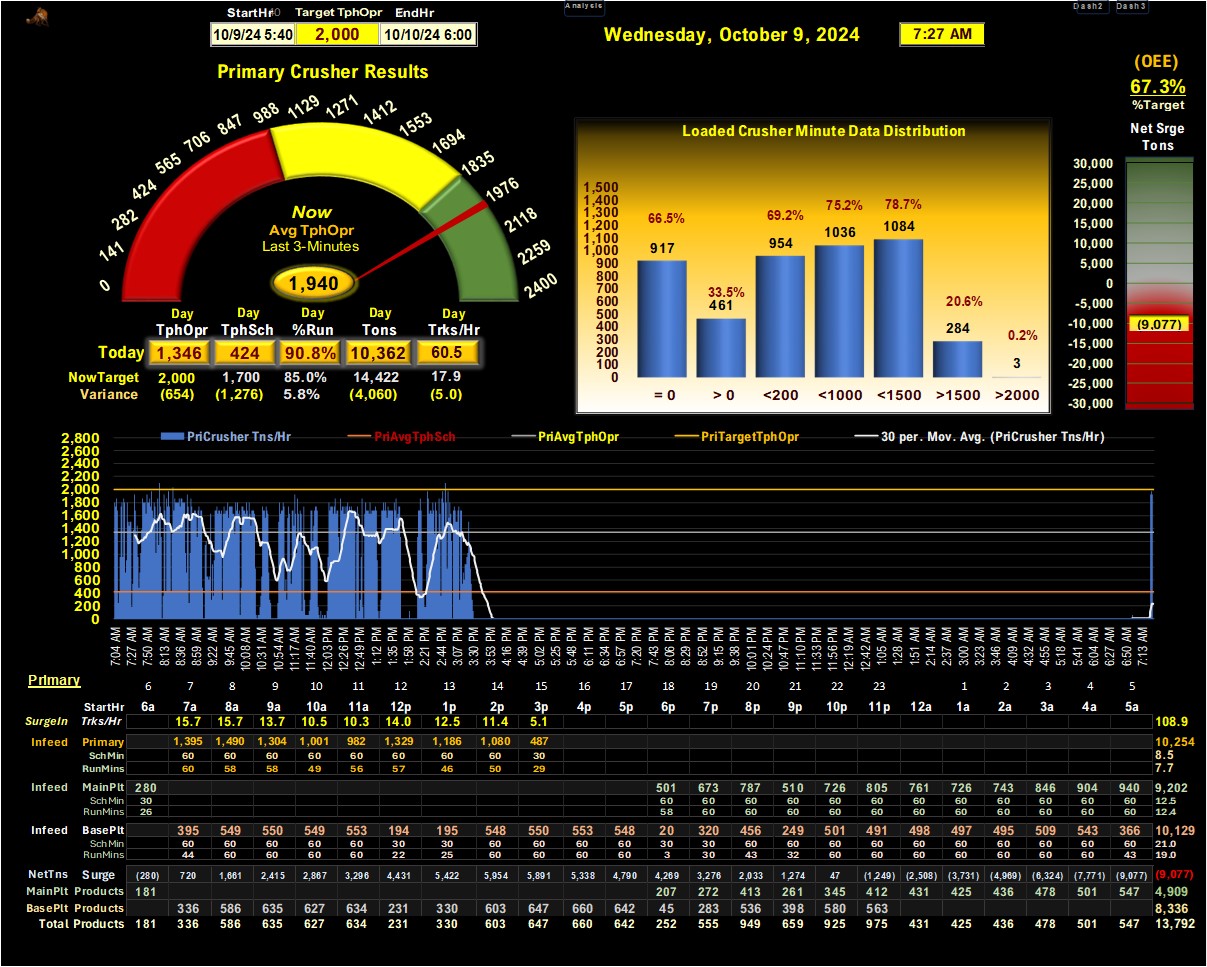 Analysis
Dash2 Dash3
StartHr Target TphOpr EndHr
10/9/24 5:40 2,000 10/10/24 6:00
Wednesday, October 9, 2024 7:27 AM
(OEE)
67.3%
%Target
Net Srge
Tons
30,000
25,000
20,000
15,000
10,000
5,000
0
-5,000
-10,000
(9,077)
-15,000
-20,000
-25,000
-30,000
Primary Crusher Results
0 141 282 424 565 706 847 988 1129 1271 1412 1553 1694 1835 1976 2118 2259 2400
Now
Avg TphOpr
Last 3-Minutes
1,940
Day Day Day Day Day
TphOpr TphSch %Run Tons Trks/Hr
Today 1,346 424 90.8% 10,362 60.5
NowTarget 2,000 1,700 85.0% 14,422 17.9
Variance (654) (1,276) 5.8% (4,060) (5.0)
Loaded Crusher Minute Data Distribution
1,500
1,400
1,300
1,200
1,100
1,000
900
800
700
600
500
400
300
200
100
0
66.5% 33.5% 69.2% 75.2% 78.7% 20.6% 0.2%
917 461 954 1036 1084 284 3
= 0 > 0 <200 <1000 <1500 >1500 >2000
PriCrusher Tns/Hr PriAvgTphSch PriAvgTphOpr PriTargetTphOpr 30 per. Mov. Avg. (PriCrusher Tns/Hr)
2,800
2,600
2,400
2,200
2,000
1,800
1,600
1,400
1,200
1,000
800
600
400
200
0
7:04 AM 7:27 AM 7:50 AM 8:13 AM 8:36 AM 8:59 AM 9:22 AM 9:45 AM 10:08 AM 10:31 AM 10:54 AM 11:17 AM 11:40 AM 12:03 PM 12:26 PM 12:49 PM 1:12 PM 1:35 PM 1:58 PM 2:21 PM 2:44 PM 3:07 PM 3:30 PM 3:53 PM 4:16 PM 4:39 PM 5:02 PM 5:25 PM 5:48 PM 6:11 PM 6:34 PM 6:57 PM 7:20 PM 7:43 PM 8:06 PM 8:29 PM 8:52 PM 9:15 PM 9:38 PM 10:01 PM 10:24 PM 10:47 PM 11:10 PM 11:33 PM 11:56 PM 12:19 AM 12:42 AM 1:05 AM 1:28 AM 1:51 AM 2:14 AM 2:37 AM 3:00 AM 3:23 AM 3:46 AM 4:09 AM 4:32 AM 4:55 AM 5:18 AM 5:41 AM 6:04 AM 6:27 AM 6:50 AM 7:13 AM
Primary
6 7 8 9 10 11 12 13 14 15 16 17 18 19 20 21 22 23 1 2 3 4 5
StartHr 6a 7a 8a 9a 10a 11a 12p 1p 2p 3p 4p 5p 6p 7p 8p 9p 10p 11p 12a 1a 2a 3a 4a 5a
SurgeIn Trks/Hr 15.7 15.7 13.7 10.5 10.3 14.0 12.5 11.4 5.1 108.9
Infeed Primary 1,395 1,490 1,304 1,001 982 1,329 1,186 1,080 487 10,254
SchMin 60 60 60 60 60 60 60 60 30 8.5
RunMins 60 58 58 49 56 57 46 50 29 7.7
Infeed MainPlt 280 501 673 787 510 726 805 761 726 743 846 904 940 9,202
SchMin 30 60 60 60 60 60 60 60 60 60 60 60 60 12.5
RunMins 26 58 60 60 60 60 60 60 60 60 60 60 60 12.4
Infeed BasePlt 395 549 550 549 553 194 195 548 550 553 548 20 320 456 249 501 491 498 497 495 509 543 366 10,129
SchMin 60 60 60 60 60 30 30 60 60 60 60 30 30 60 60 60 60 60 60 60 60 60 60 21.0
RunMins 44 60 60 60 60 22 25 60 60 60 60 3 30 43 32 60 60 60 60 60 60 60 43 19.0
NetTns Surge (280) 720 1,661 2,415 2,867 3,296 4,431 5,422 5,954 5,891 5,338 4,790 4,269 3,276 2,033 1,274 47 (1,249) (2,508) (3,731) (4,969) (6,324) (7,771) (9,077) (9,077)
MainPlt Products 181 207 272 413 261 345 412 431 425 436 478 501 547 4,909
BasePlt Products 336 586 635 627 634 231 330 603 647 660 642 45 283 536 398 580 563 8,336
Total Products 181 336 586 635 627 634 231 330 603 647 660 642 252 555 949 659 925 975 431 425 436 478 501 547 13,792